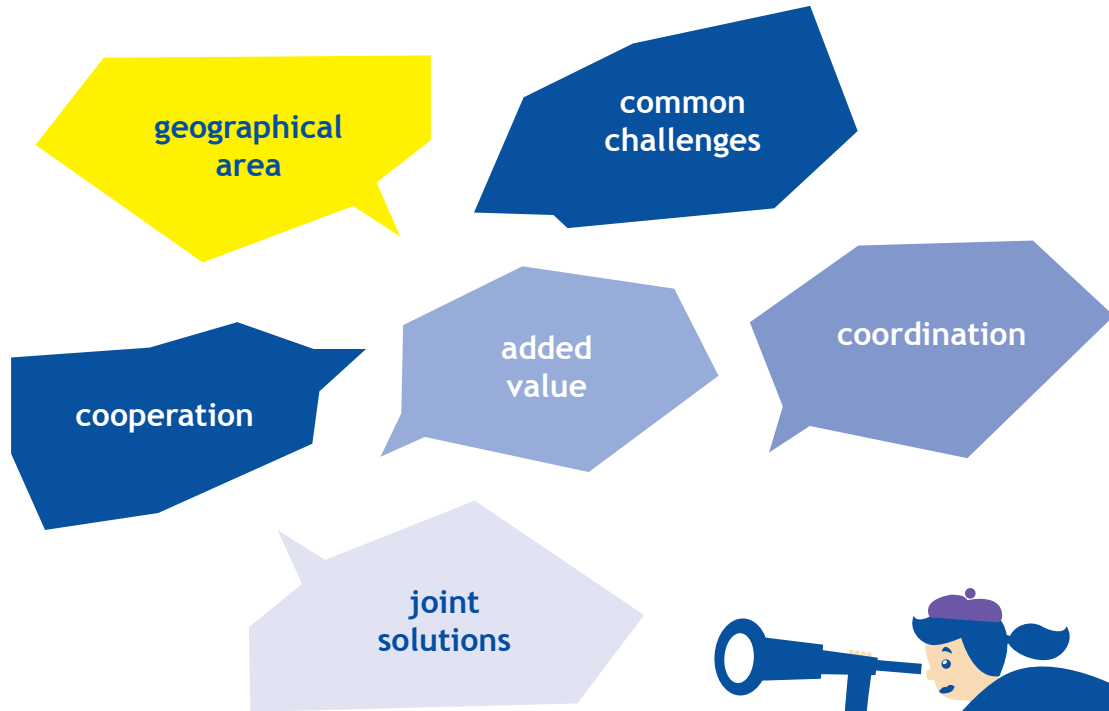 geographical
area
common
challenges
cooperation
added
value
coordination
joint
solutions